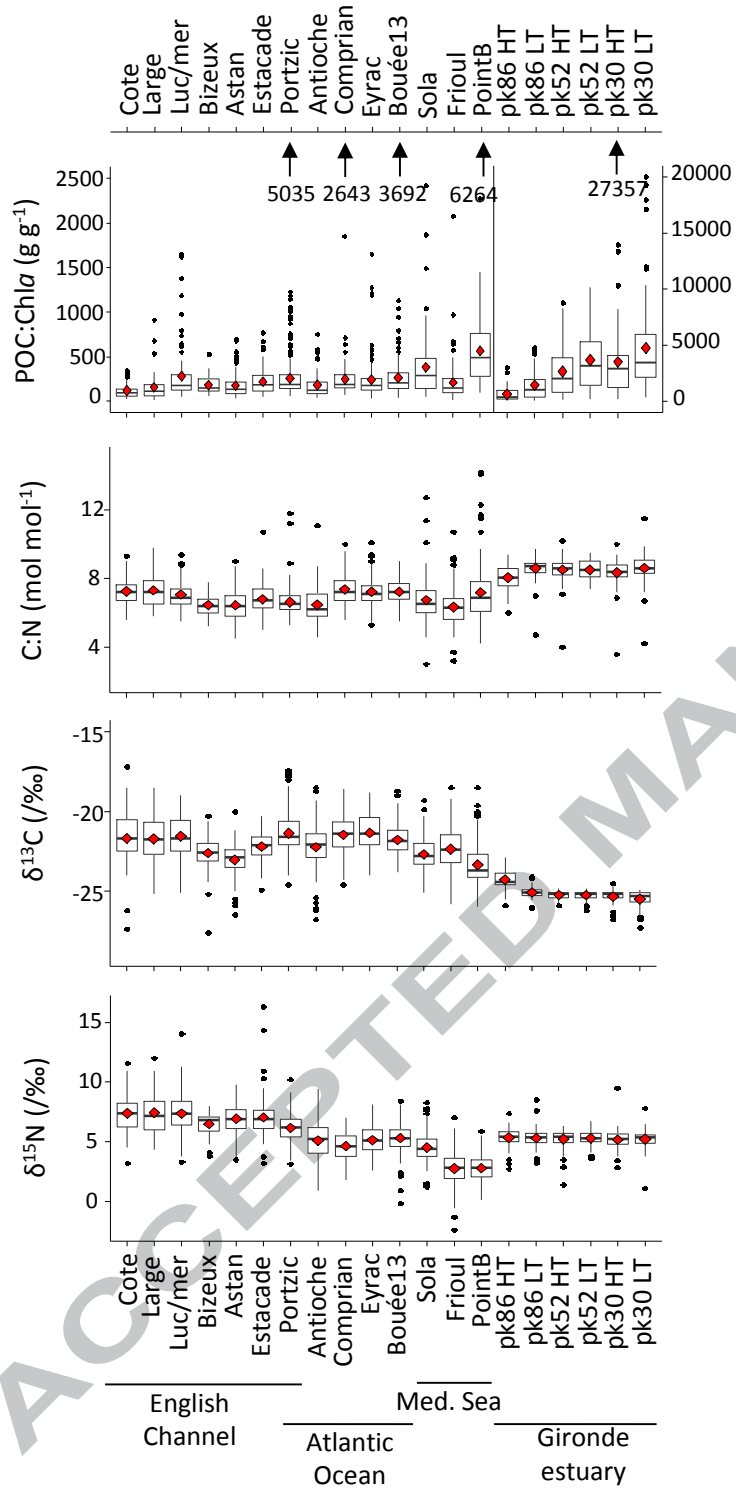 Cote Large Luc/mer Bizeux Astan Estacade Portzic Antioche Comprian Eyrac Bouée13 Sola Frioul PointB pk86 HT pk86 LT pk52 HT pk52 LT pk30 HT pk30 LT
5035 2643 3692 6264 27357
POC:Chla (g g⁻¹)
2500 20000
2000
1500 15000
1000 10000
500 5000
0 0
C:N (mol mol⁻¹)
12
8
4
δ¹³C (/‰)
-15
-20
-25
δ¹⁵N (/‰)
15
10
5
0
Cote Large Luc/mer Bizeux Astan Estacade Portzic Antioche Comprian Eyrac Bouée13 Sola Frioul PointB pk86 HT pk86 LT pk52 HT pk52 LT pk30 HT pk30 LT
English
Channel
Atlantic
Ocean
Med. Sea
Gironde
estuary
ACCEPTED MAN